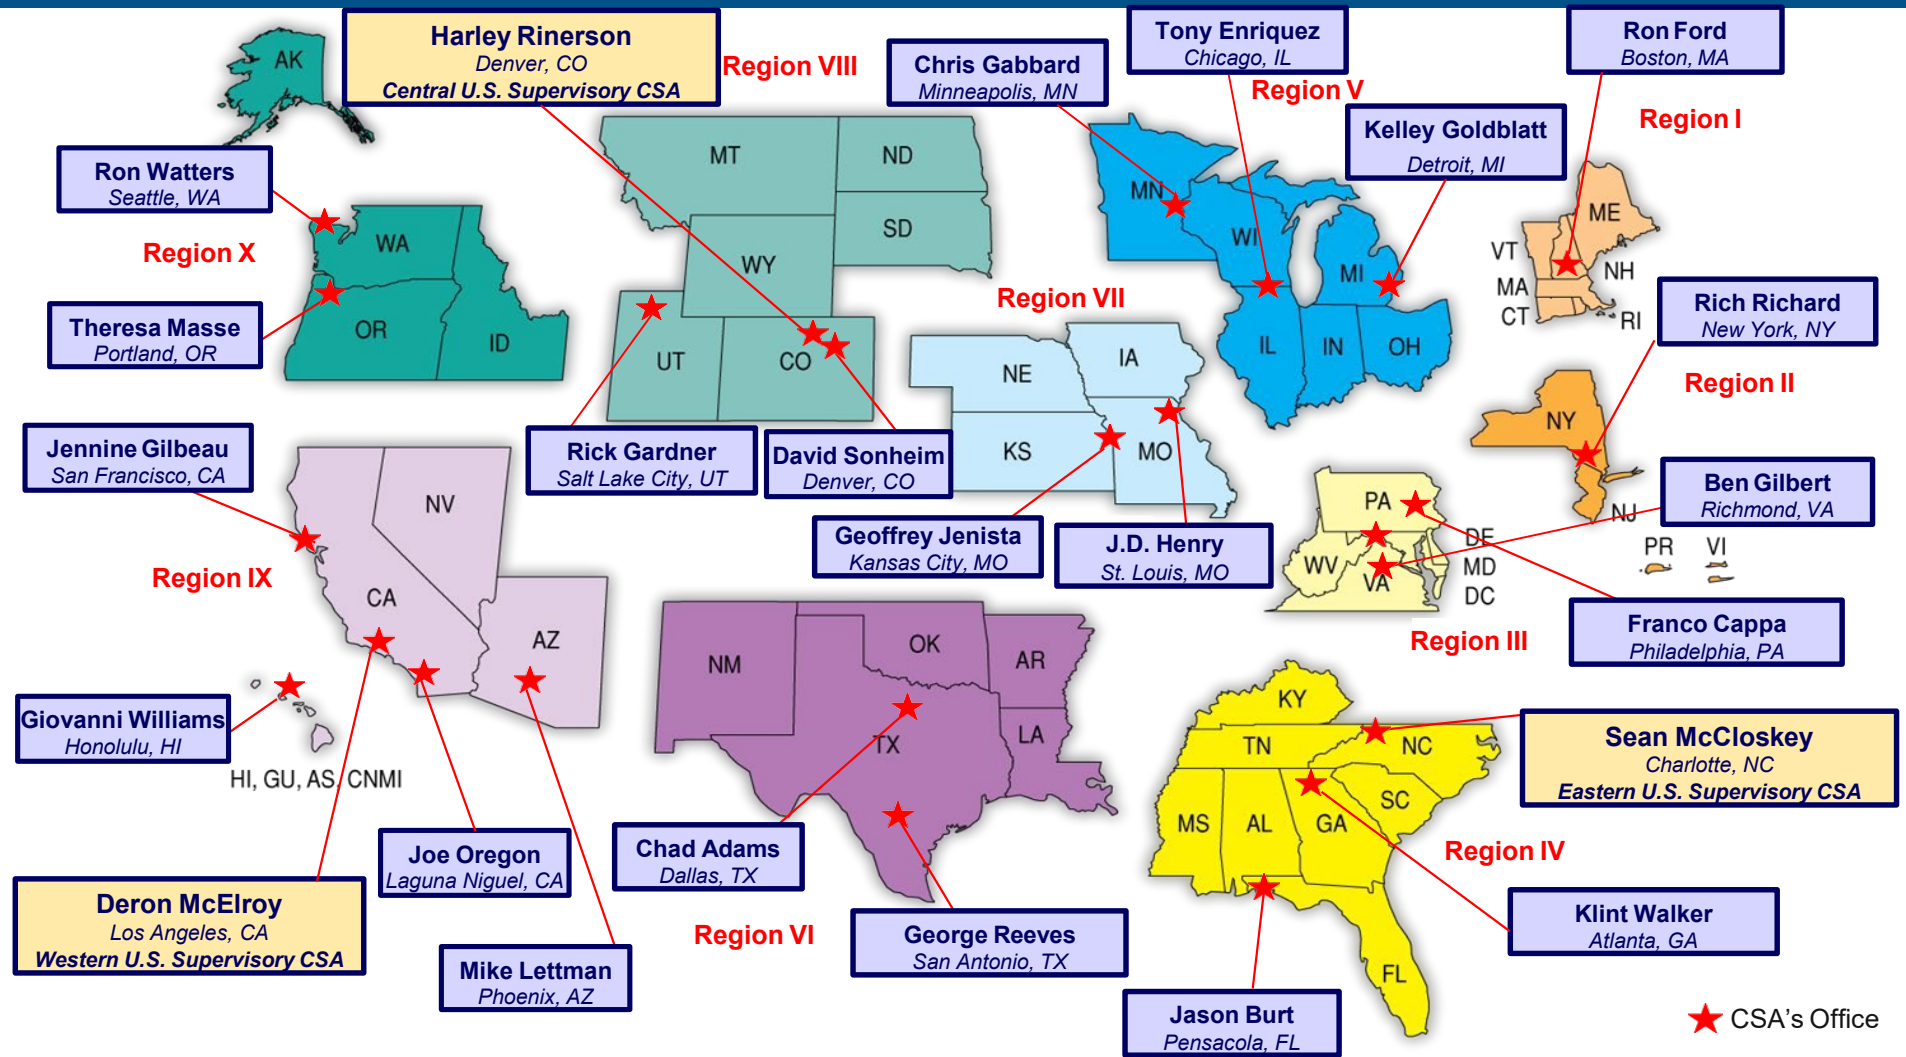 Harley Rinerson
Denver, CO
Central U.S. Supervisory CSA
Region VIII
Chris Gabbard
Minneapolis, MN
Tony Enriquez
Chicago, IL
Region V
Ron Ford
Boston, MA
Region I
Kelley Goldblatt
Detroit, MI
AK
Ron Watters
Seattle, WA
Region X
Theresa Masse
Portland, OR
WA
OR
ID
MT
ND
SD
WY
UT
CO
Region VII
NE
IA
KS
MO
MN
WI
MI
IL
IN
OH
ME
VT
NH
MA
CT
RI
Rich Richard
New York, NY
Region II
NY
NJ
PR
VI
Jennine Gilbeau
San Francisco, CA
Rick Gardner
Salt Lake City, UT
David Sonheim
Denver, CO
Geoffrey Jenista
Kansas City, MO
J.D. Henry
St. Louis, MO
Ben Gilbert
Richmond, VA
PA
WV
VA
DE
MD
DC
Region III
Franco Cappa
Philadelphia, PA
Region IX
NV
CA
AZ
Giovanni Williams
Honolulu, HI
HI, GU, AS, CNMI
Deron McElroy
Los Angeles, CA
Western U.S. Supervisory CSA
Joe Oregon
Laguna Niguel, CA
Mike Lettman
Phoenix, AZ
NM
OK
AR
TX
LA
Chad Adams
Dallas, TX
Region VI
George Reeves
San Antonio, TX
KY
TN
NC
SC
MS
AL
GA
FL
Sean McCloskey
Charlotte, NC
Eastern U.S. Supervisory CSA
Region IV
Klint Walker
Atlanta, GA
Jason Burt
Pensacola, FL
CSA's Office